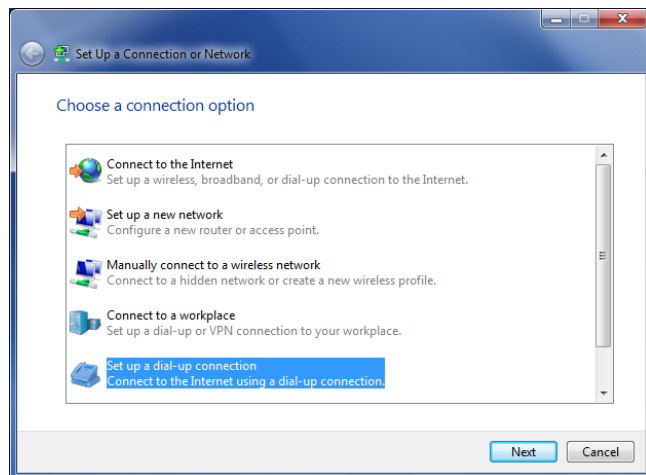 Set Up a Connection or Network
Choose a connection option
Connect to the Internet
Set up a wireless, broadband, or dial-up connection to the Internet.
Set up a new network
Configure a new router or access point.
Manually connect to a wireless network
Connect to a hidden network or create a new wireless profile.
Connect to a workplace
Set up a dial-up or VPN connection to your workplace.
Set up a dial-up connection
Connect to the Internet using a dial-up connection.
Next Cancel